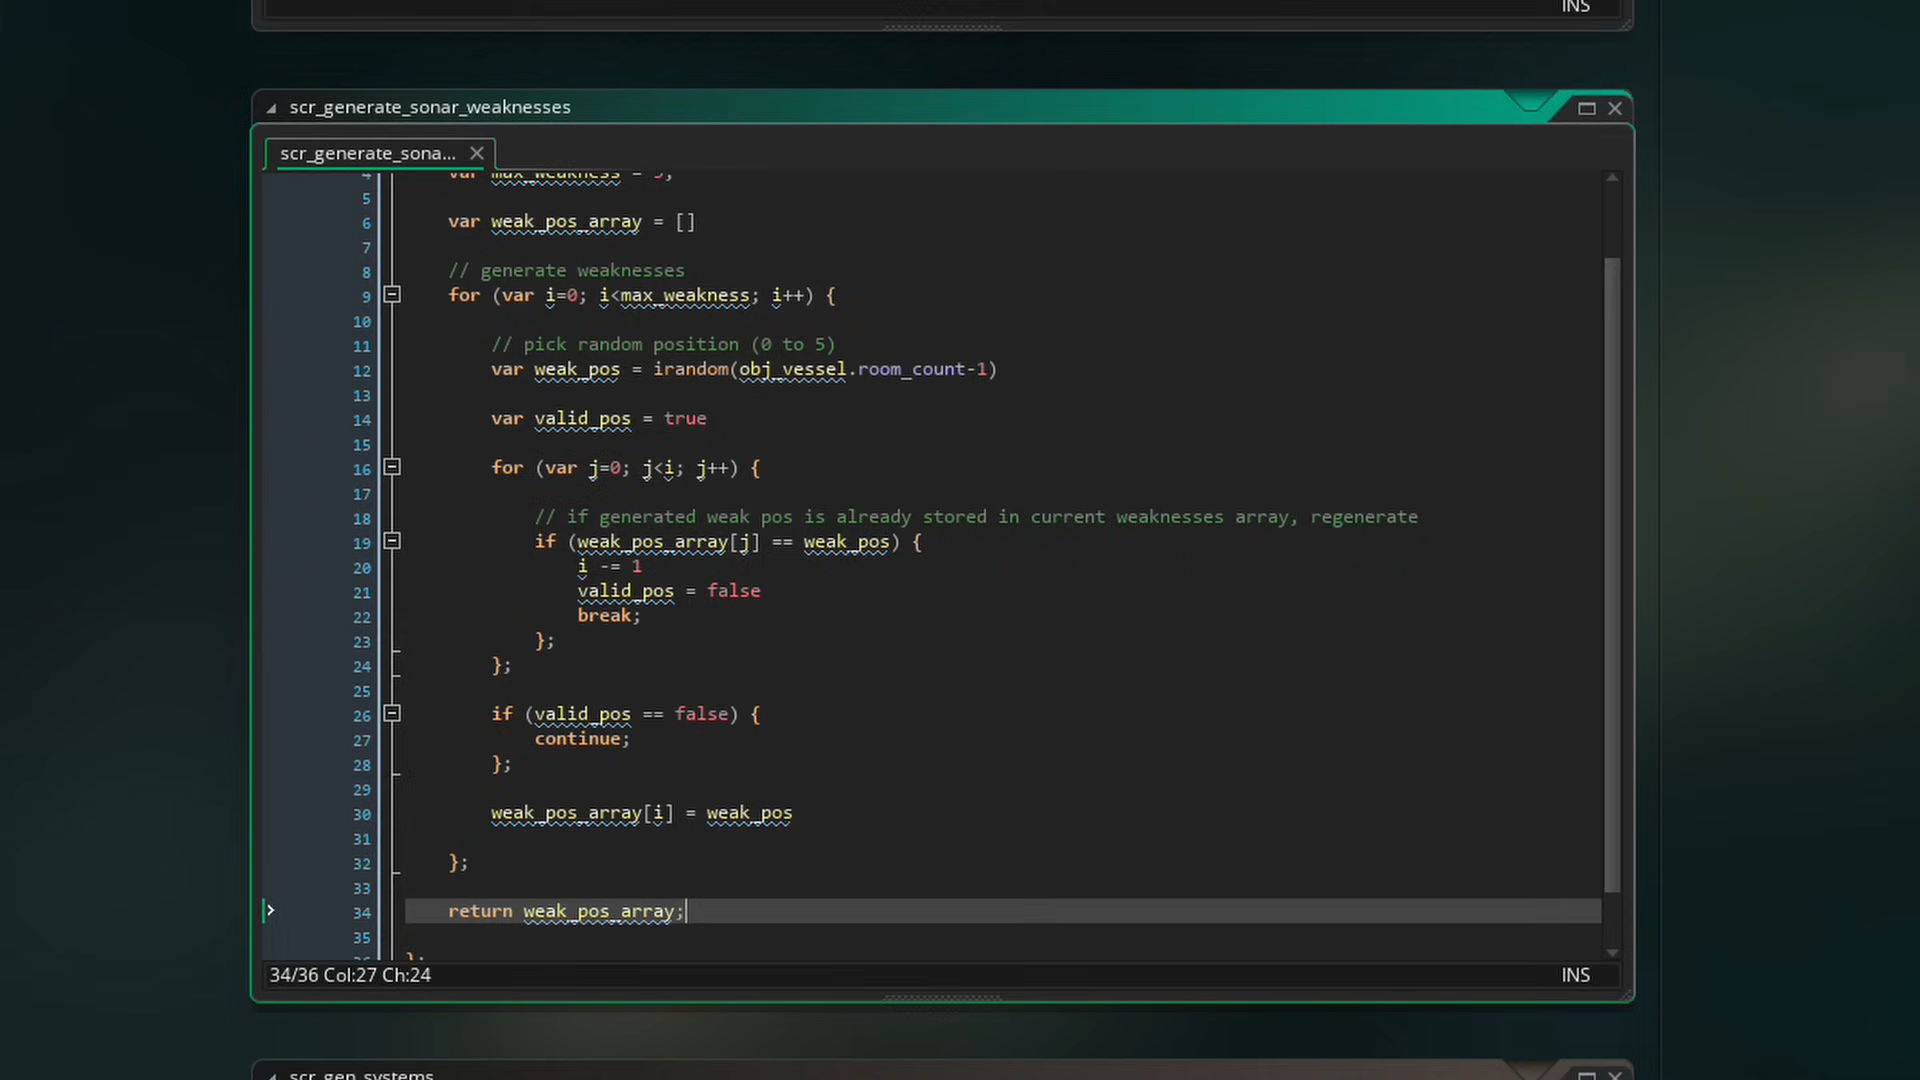 INS
scr_generate_sonar_weaknesses
scr_generate_sona...
4 var max_weakness = 3;
5
6 var weak_pos_array = []
7
8 // generate weaknesses
9 for (var i=0; i<max_weakness; i++) {
10
11 // pick random position (0 to 5)
12 var weak_pos = irandom(obj_vessel.room_count-1)
13
14 var valid_pos = true
15
16 for (var j=0; j<i; j++) {
17
18 // if generated weak pos is already stored in current weaknesses array, regenerate
19 if (weak_pos_array[j] == weak_pos) {
20 i -= 1
21 valid_pos = false
22 break;
23 };
24 };
25
26 if (valid_pos == false) {
27 continue;
28 };
29
30 weak_pos_array[i] = weak_pos
31
32 };
33
34 return weak_pos_array;
35
36 };
34/36 Col:27 Ch:24 INS
scr_gen_systems